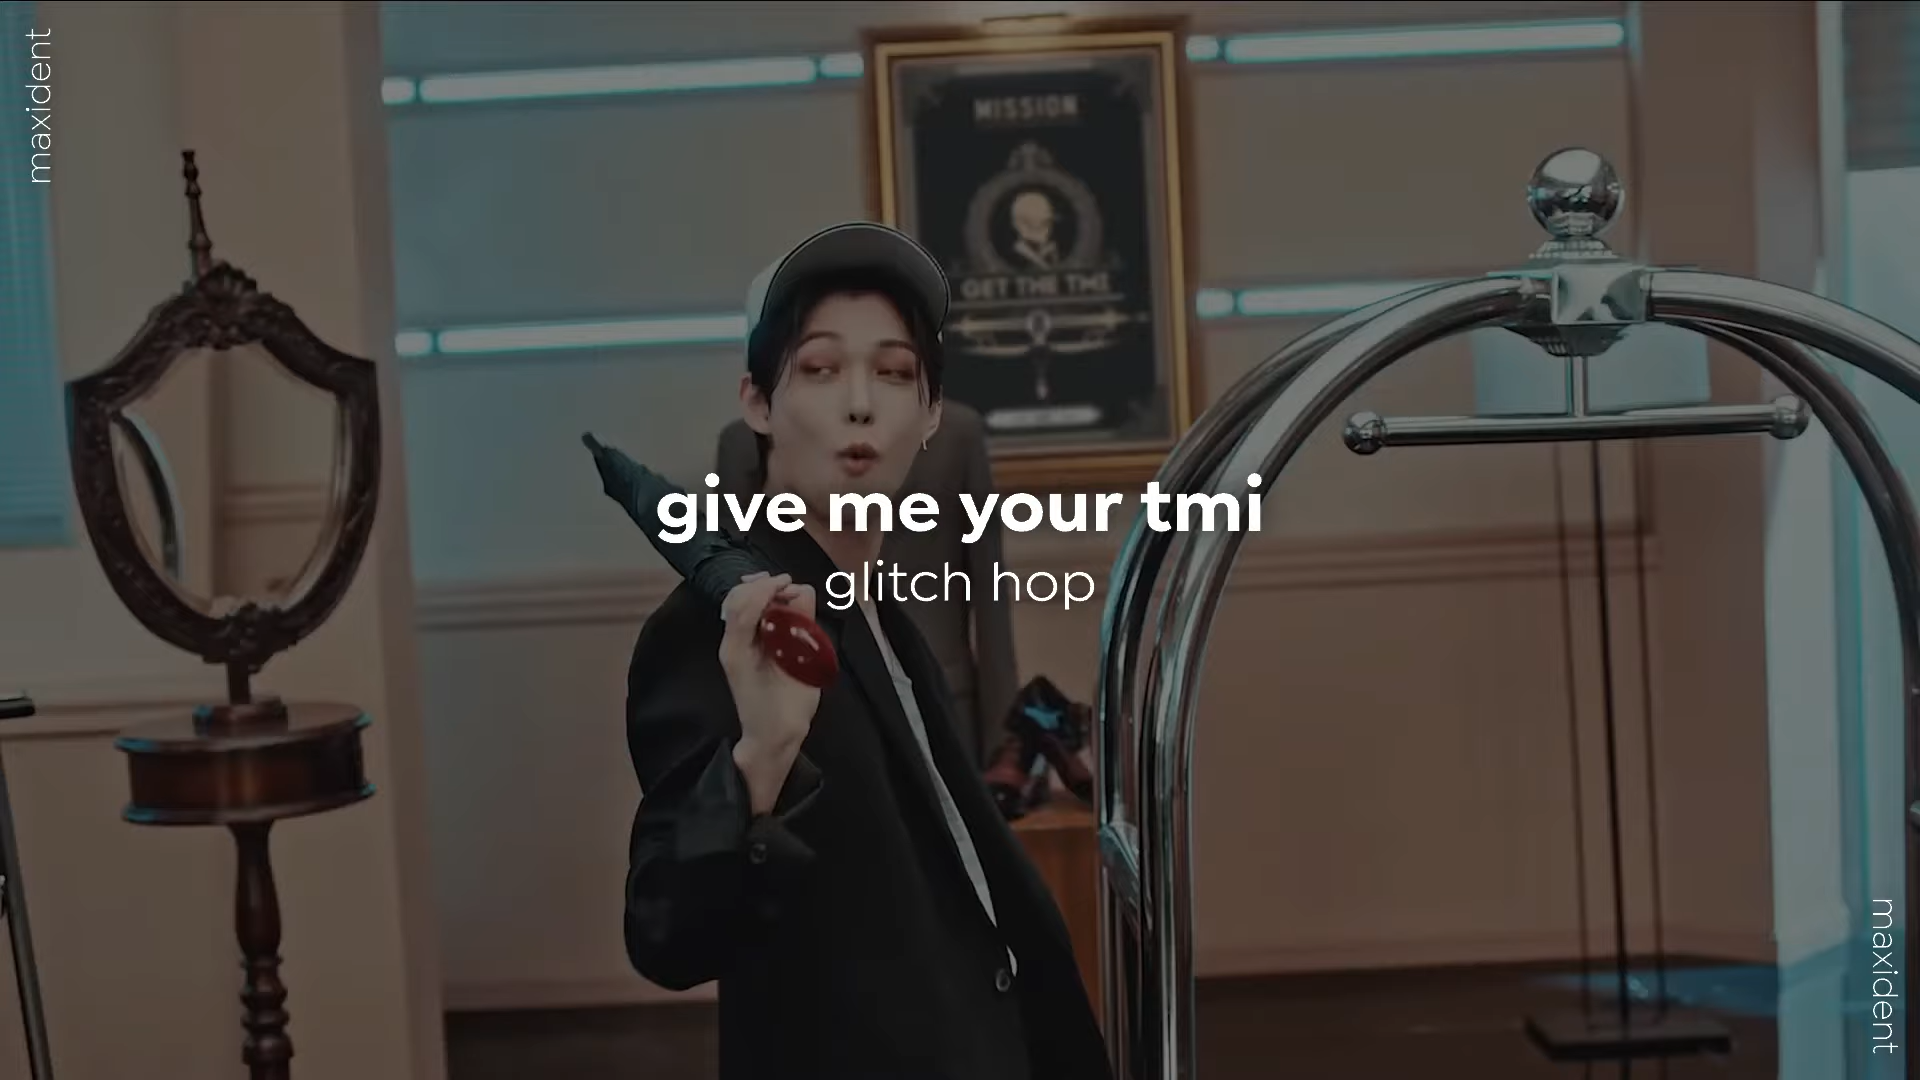 maxident
MISSION
GET THE TMI
give me your tmi
glitch hop
maxident